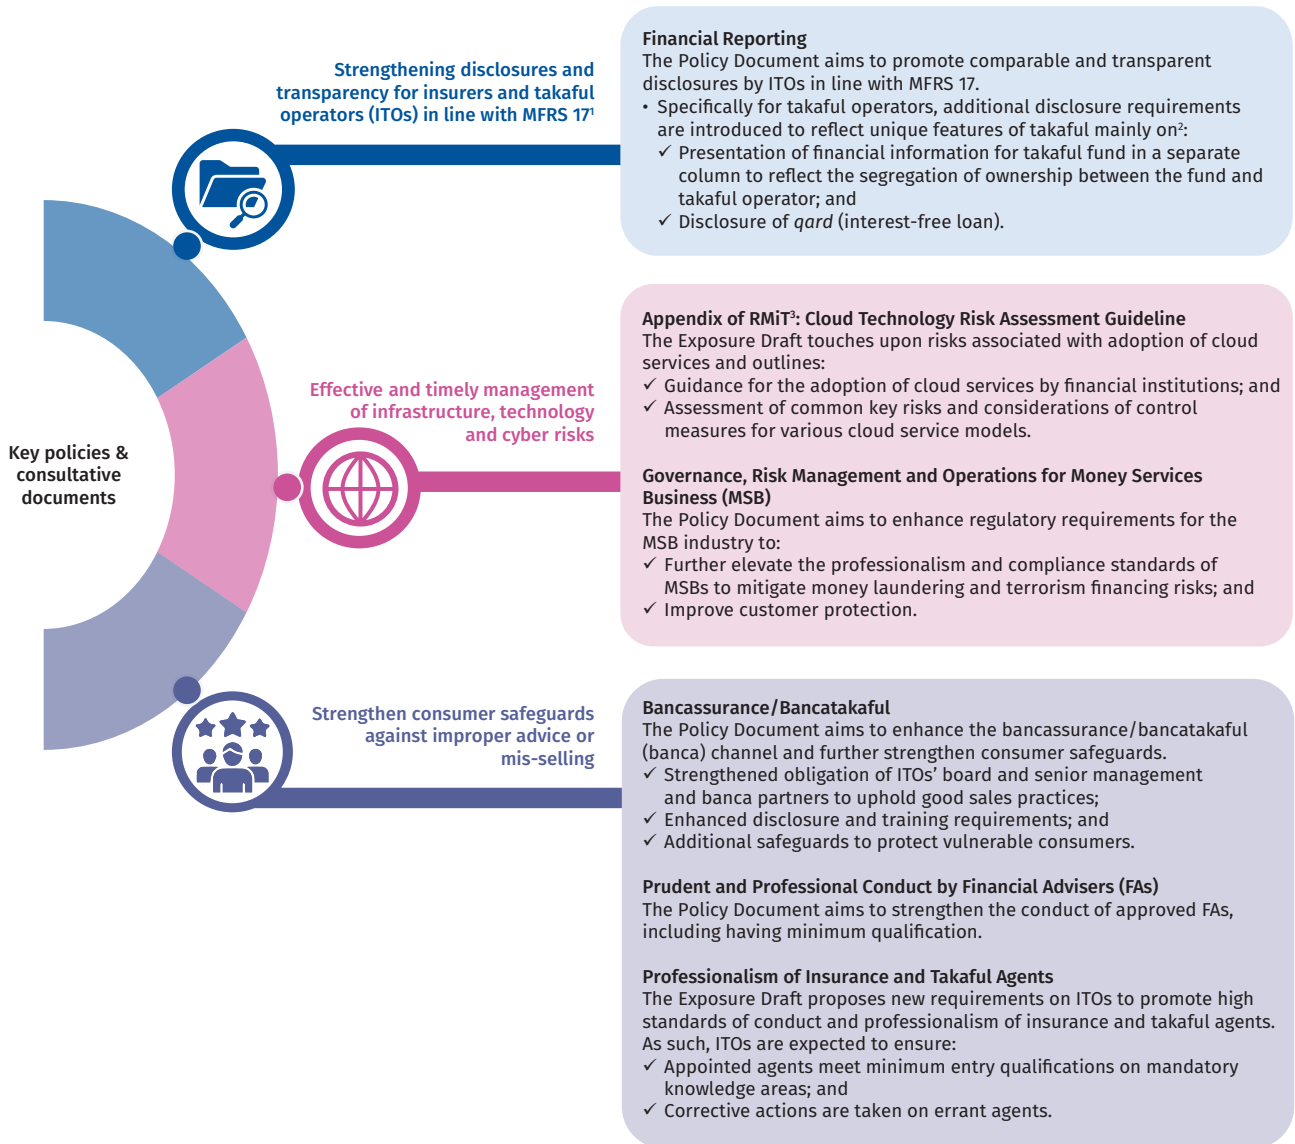 Key policies &
consultative
documents
Strengthening disclosures and
transparency for insurers and takaful
operators (ITOs) in line with MFRS 17¹
Financial Reporting
The Policy Document aims to promote comparable and transparent
disclosures by ITOs in line with MFRS 17.
• Specifically for takaful operators, additional disclosure requirements
are introduced to reflect unique features of takaful mainly on²:
✓ Presentation of financial information for takaful fund in a separate
column to reflect the segregation of ownership between the fund and
takaful operator; and
✓ Disclosure of qard (interest-free loan).
Effective and timely management
of infrastructure, technology
and cyber risks
Appendix of RMiT³: Cloud Technology Risk Assessment Guideline
The Exposure Draft touches upon risks associated with adoption of cloud
services and outlines:
✓ Guidance for the adoption of cloud services by financial institutions; and
✓ Assessment of common key risks and considerations of control
measures for various cloud service models.
Governance, Risk Management and Operations for Money Services
Business (MSB)
The Policy Document aims to enhance regulatory requirements for the
MSB industry to:
✓ Further elevate the professionalism and compliance standards of
MSBs to mitigate money laundering and terrorism financing risks; and
✓ Improve customer protection.
Strengthen consumer safeguards
against improper advice or
mis-selling
Bancassurance/Bancatakaful
The Policy Document aims to enhance the bancassurance/bancatakaful
(banca) channel and further strengthen consumer safeguards.
✓ Strengthened obligation of ITOs’ board and senior management
and banca partners to uphold good sales practices;
✓ Enhanced disclosure and training requirements; and
✓ Additional safeguards to protect vulnerable consumers.
Prudent and Professional Conduct by Financial Advisers (FAs)
The Policy Document aims to strengthen the conduct of approved FAs,
including having minimum qualification.
Professionalism of Insurance and Takaful Agents
The Exposure Draft proposes new requirements on ITOs to promote high
standards of conduct and professionalism of insurance and takaful agents.
As such, ITOs are expected to ensure:
✓ Appointed agents meet minimum entry qualifications on mandatory
knowledge areas; and
✓ Corrective actions are taken on errant agents.